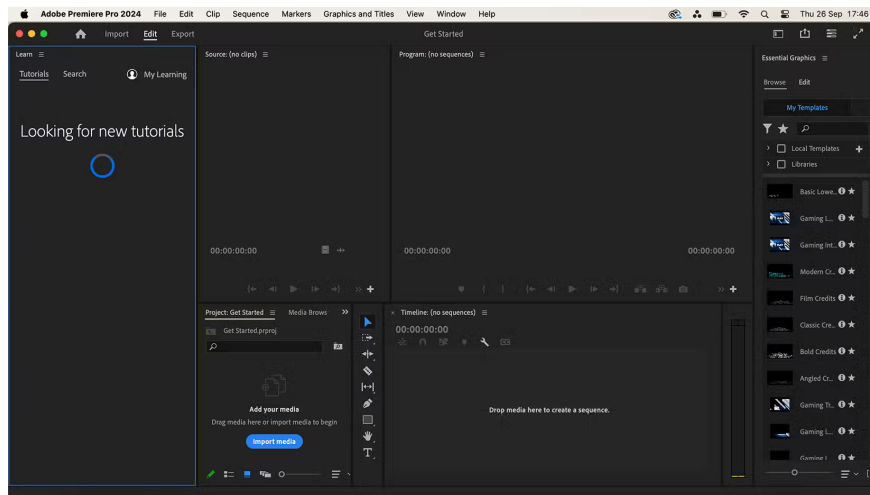 Adobe Premiere Pro 2024 File Edit Clip Sequence Markers Graphics and Titles View Window Help Thu 26 Sep 17:46
Import Edit Export Get Started
Learn
Tutorials Search My Learning
Looking for new tutorials
Source: (no clips)
00:00:00:00
Program: (no sequences)
00:00:00:00 00:00:00:00
Project: Get Started Media Brows
Get Started.prproj
Add your media
Drag media here or import media to begin
Import media
Timeline: (no sequences)
00:00:00:00
Drop media here to create a sequence.
Essential Graphics
Browse Edit
My Templates
Local Templates
Libraries
Basic Lowe...
Gaming L...
Gaming Int...
Modern Cr...
Film Credits
Classic Cre...
Bold Credits
Angled Cr...
Gaming Tr...
Gaming L...
Gaming I...